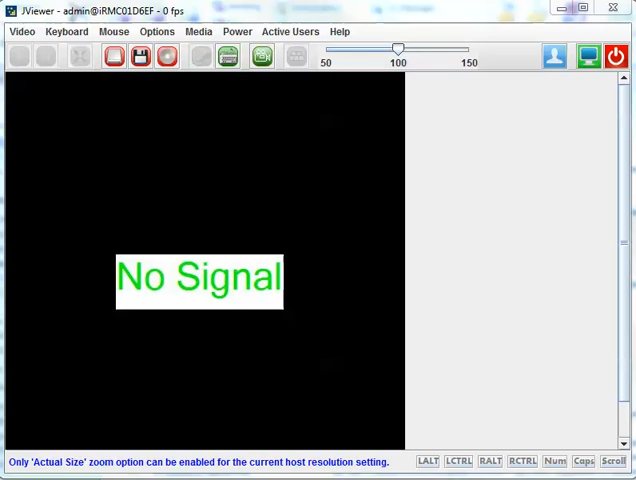 JViewer - admin@iRMC01D6EF - 0 fps
Video Keyboard Mouse Options Media Power Active Users Help
50 100 150
No Signal
Only 'Actual Size' zoom option can be enabled for the current host resolution setting. LALT LCTRL RALT RCTRL Num Caps Scroll